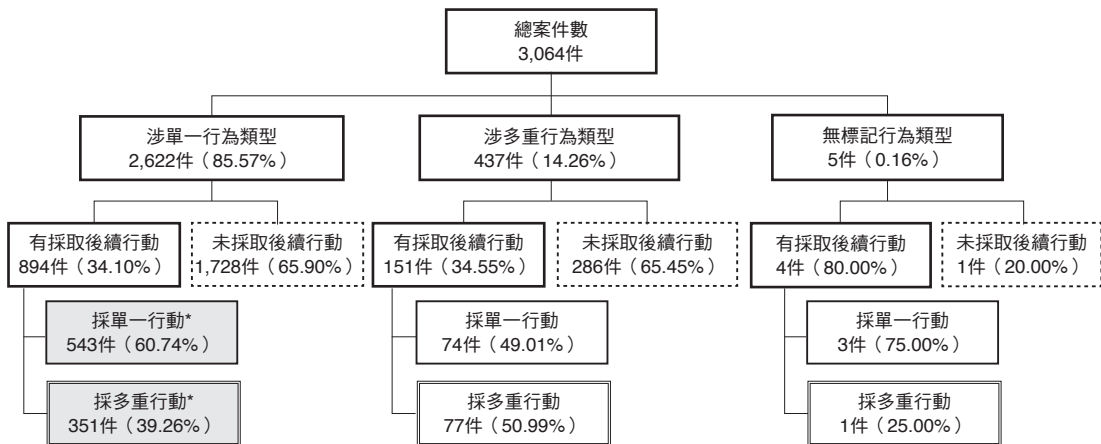 總案件數
3,064件
涉單一行為類型
2,622件（85.57%）
涉多重行為類型
437件（14.26%）
無標記行為類型
5件（0.16%）
有採取後續行動
894件（34.10%）
未採取後續行動
1,728件（65.90%）
有採取後續行動
151件（34.55%）
未採取後續行動
286件（65.45%）
有採取後續行動
4件（80.00%）
未採取後續行動
1件（20.00%）
採單一行動*
543件（60.74%）
採單一行動
74件（49.01%）
採單一行動
3件（75.00%）
採多重行動*
351件（39.26%）
採多重行動
77件（50.99%）
採多重行動
1件（25.00%）